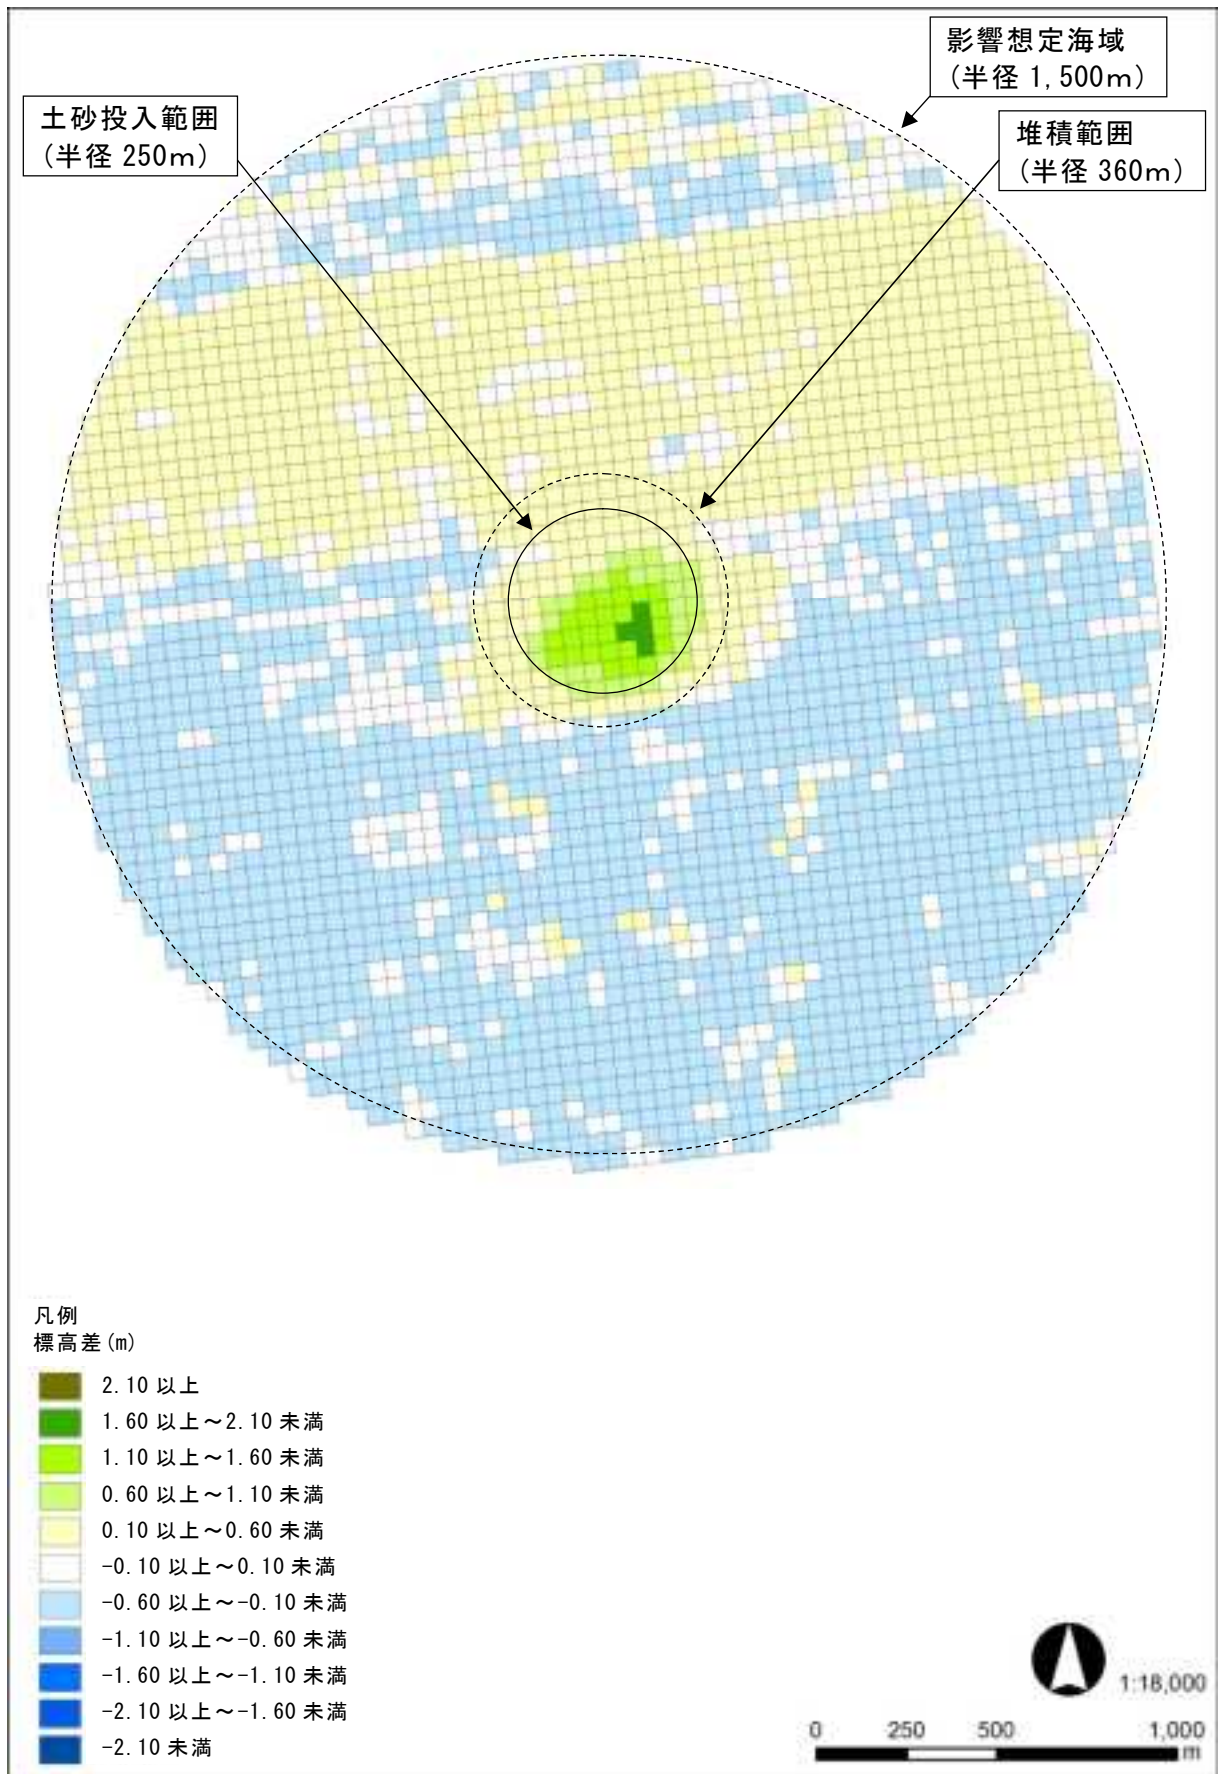 影響想定海域
(半径 1,500m)
土砂投入範囲
(半径 250m)
堆積範囲
(半径 360m)
凡例
標高差(m)
2.10 以上
1.60 以上～2.10 未満
1.10 以上～1.60 未満
0.60 以上～1.10 未満
0.10 以上～0.60 未満
-0.10 以上～0.10 未満
-0.60 以上～-0.10 未満
-1.10 以上～-0.60 未満
-1.60 以上～-1.10 未満
-2.10 以上～-1.60 未満
-2.10 未満
1:18,000
0 250 500 1,000
m